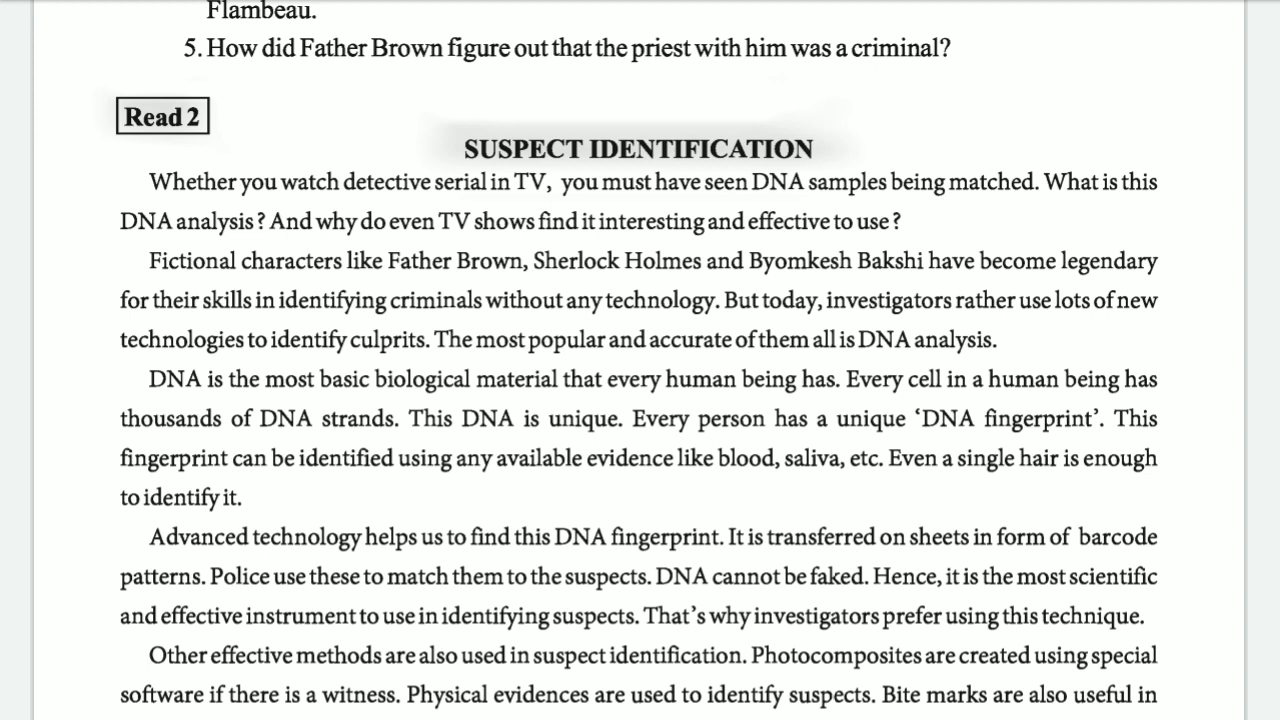 Flambeau.
5. How did Father Brown figure out that the priest with him was a criminal?
Read 2
SUSPECT IDENTIFICATION
Whether you watch detective serial in TV, you must have seen DNA samples being matched. What is this
DNA analysis? And why do even TV shows find it interesting and effective to use?
Fictional characters like Father Brown, Sherlock Holmes and Byomkesh Bakshi have become legendary
for their skills in identifying criminals without any technology. But today, investigators rather use lots of new
technologies to identify culprits. The most popular and accurate of them all is DNA analysis.
DNA is the most basic biological material that every human being has. Every cell in a human being has
thousands of DNA strands. This DNA is unique. Every person has a unique ‘DNA fingerprint’. This
fingerprint can be identified using any available evidence like blood, saliva, etc. Even a single hair is enough
to identify it.
Advanced technology helps us to find this DNA fingerprint. It is transferred on sheets in form of barcode
patterns. Police use these to match them to the suspects. DNA cannot be faked. Hence, it is the most scientific
and effective instrument to use in identifying suspects. That’s why investigators prefer using this technique.
Other effective methods are also used in suspect identification. Photocomposites are created using special
software if there is a witness. Physical evidences are used to identify suspects. Bite marks are also useful in